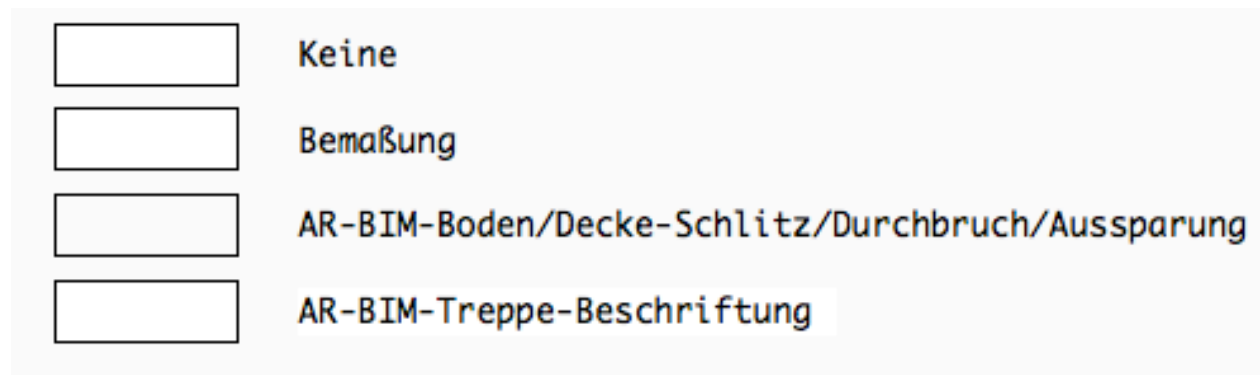 Keine
Bemaßung
AR-BIM-Boden/Decke-Schlitz/Durchbruch/Aussparung
AR-BIM-Treppe-Beschriftung